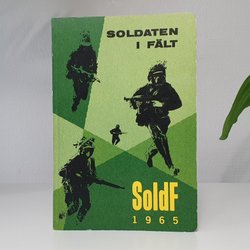 SOLDATEN
I FÄLT
SoldF
1965